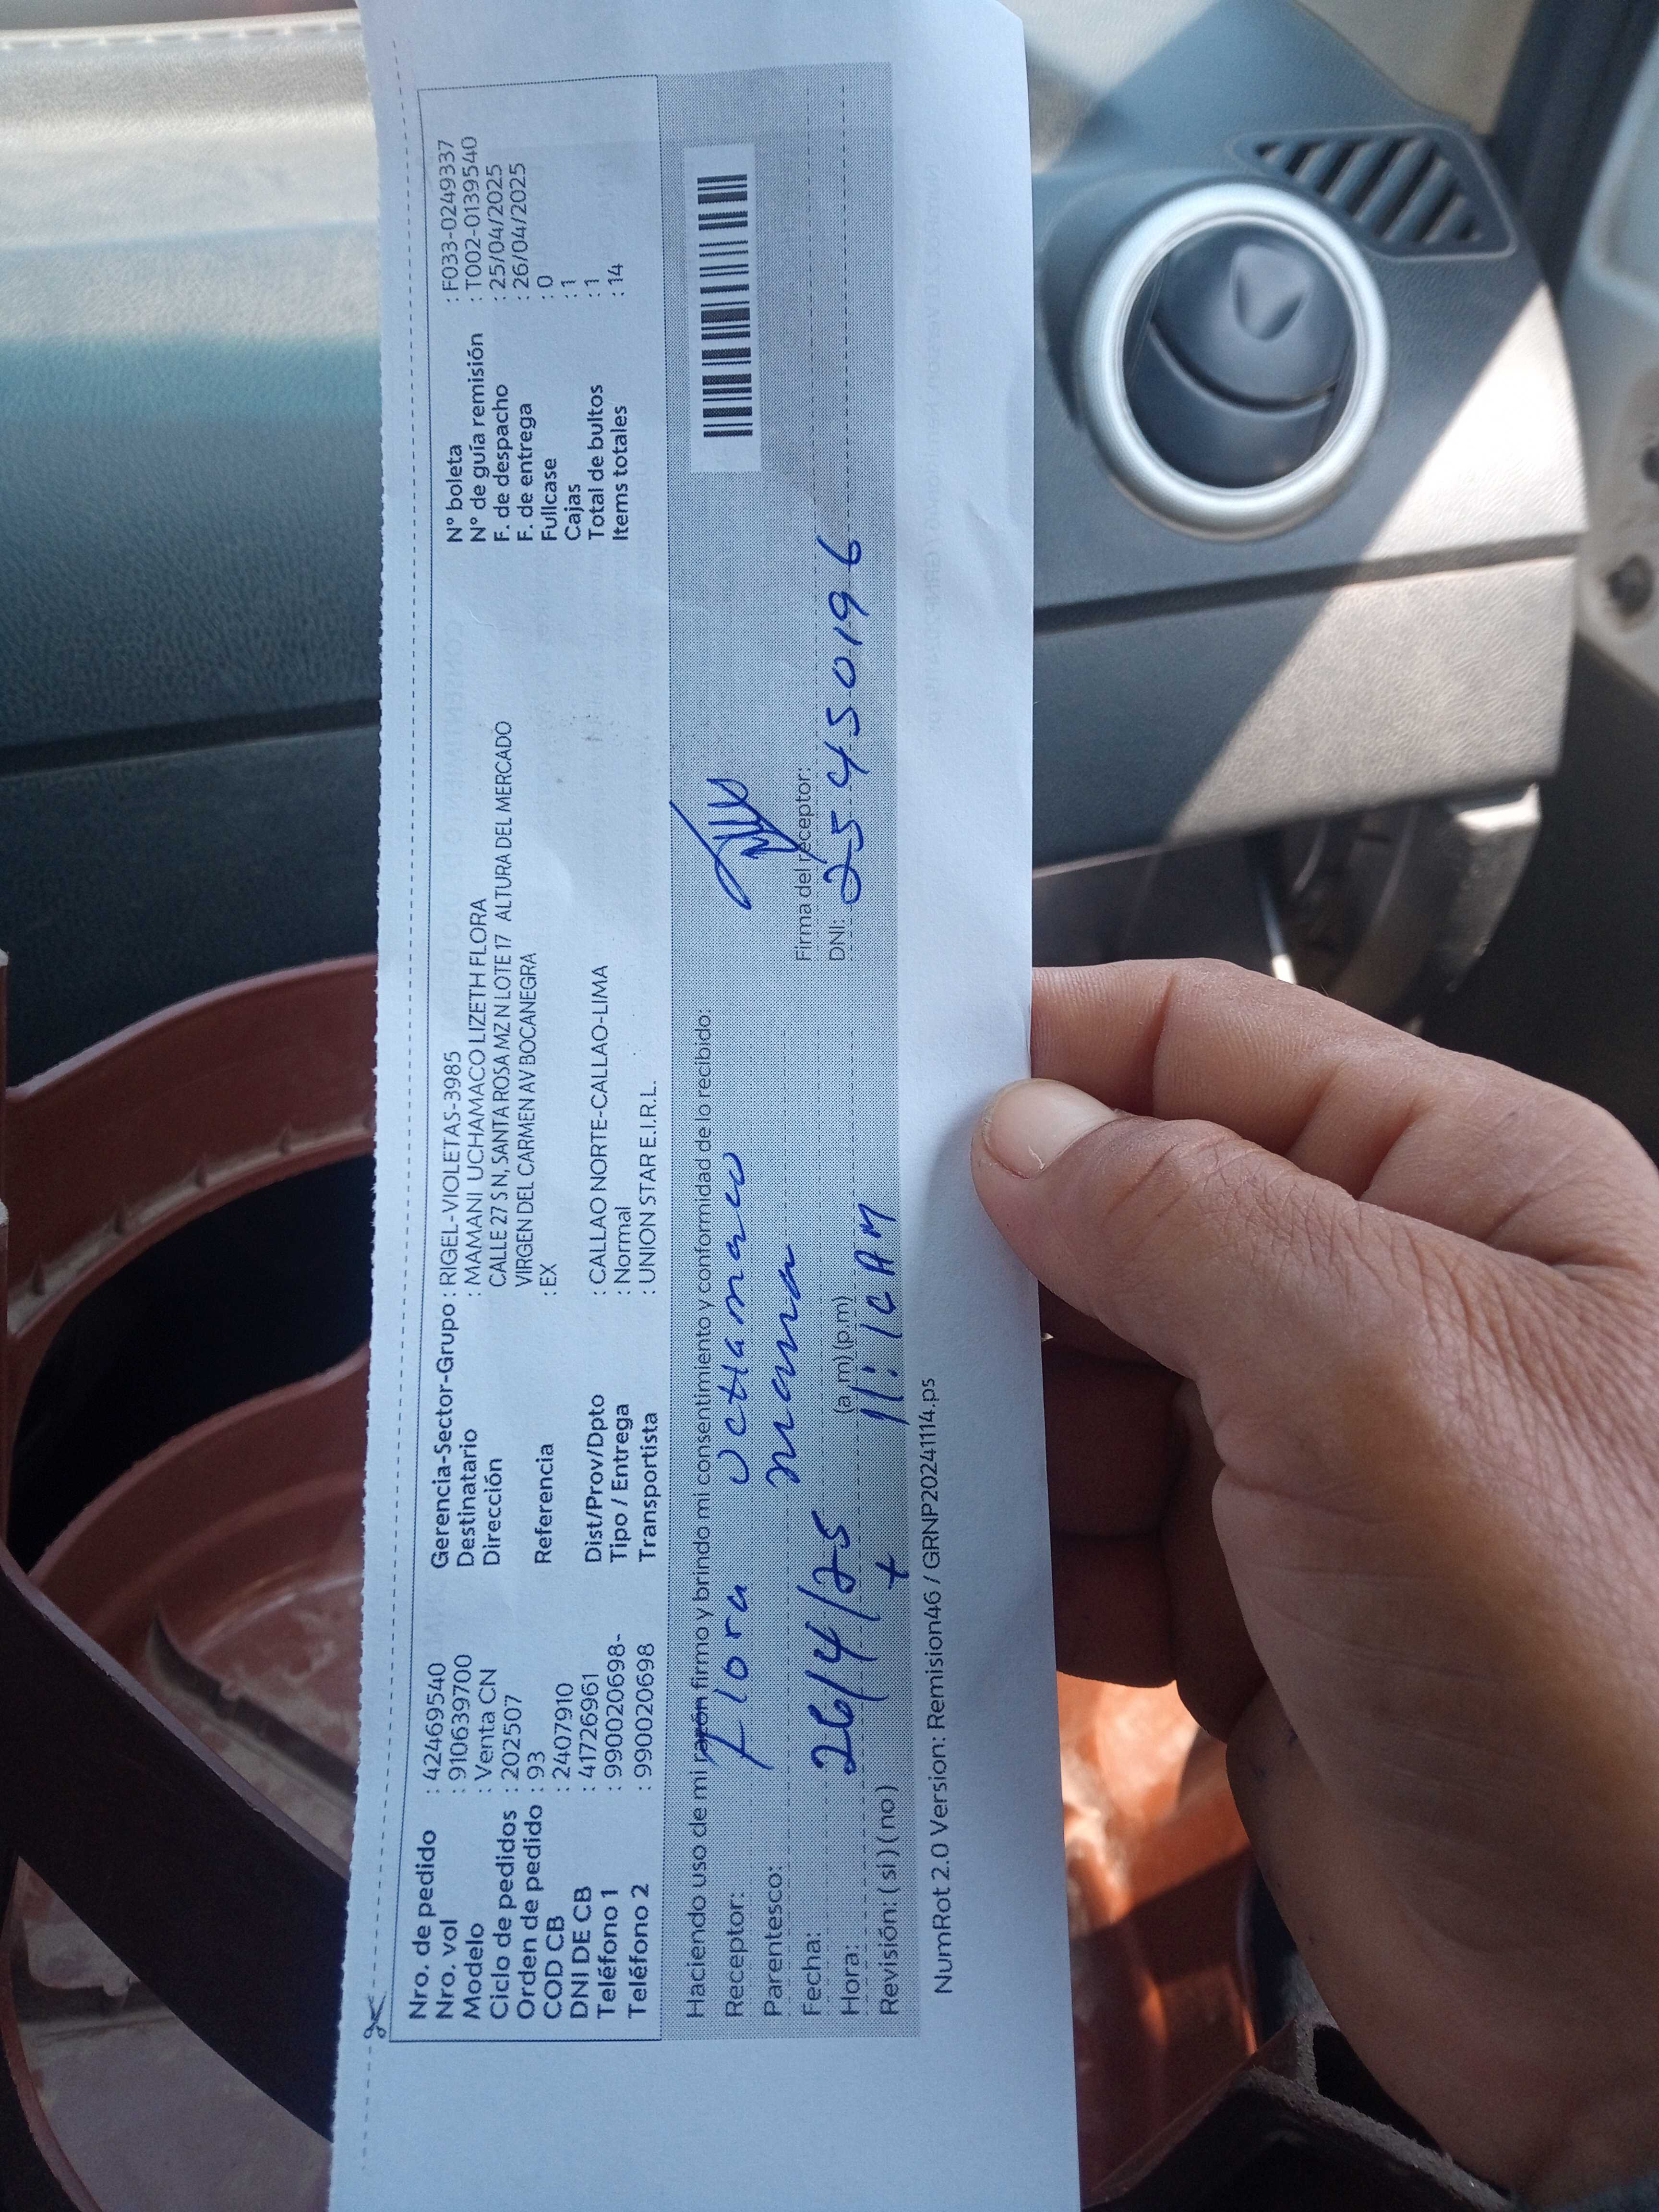 Nro. de pedido : 42469540
Nro. vol : 910639700
Modelo : Venta CN
Ciclo de pedidos : 202507
Orden de pedido : 93
COD CB : 2407910
DNI DE CB : 41726961
Teléfono 1 : 990020698-
Teléfono 2 : 990020698
Gerencia-Sector-Grupo : RIGEL-VIOLETAS-3985
Destinatario : MAMANI UCHAMACO LIZETH FLORA
Dirección CALLE 27 S N, SANTA ROSA MZ N LOTE 17 ALTURA DEL MERCADO
VIRGEN DEL CARMEN AV BOCANEGRA
Referencia : EX
Dist/Prov/Dpto : CALLAO NORTE-CALLAO-LIMA
Tipo / Entrega : Normal
Transportista : UNION STAR E.I.R.L.
N° boleta : F033-0249337
N° de guía remisión : T002-0139540
F. de despacho : 25/04/2025
F. de entrega : 26/04/2025
Fullcase : 0
Cajas : 1
Total de bultos : 1
Items totales : 14
Haciendo uso de mi razón firmo y brindo mi consentimiento y conformidad de lo recibido:
Receptor: Flora
Parentesco: mama
Fecha: 26/4/25
Hora: (a.m) (p.m) 11:
Revisión: ( si ) ( no )
Firma del receptor:
DNI: 25450196
NumRot 2.0 Version: Remision46 / GRNP20241114.ps